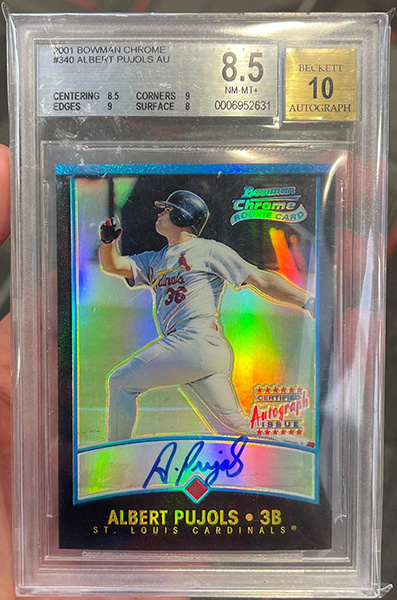 2001 BOWMAN CHROME
#340 ALBERT PUJOLS AU
CENTERING 8.5 CORNERS 9
EDGES 9 SURFACE 8
8.5
NM-MT+
0006952631
BECKETT
10
AUTOGRAPH
Bowman
Chrome
ROOKIE CARD
Cardinals
36
CERTIFIED
Autograph
ISSUE
A. Pujols
ALBERT PUJOLS • 3B
ST. LOUIS CARDINALS®